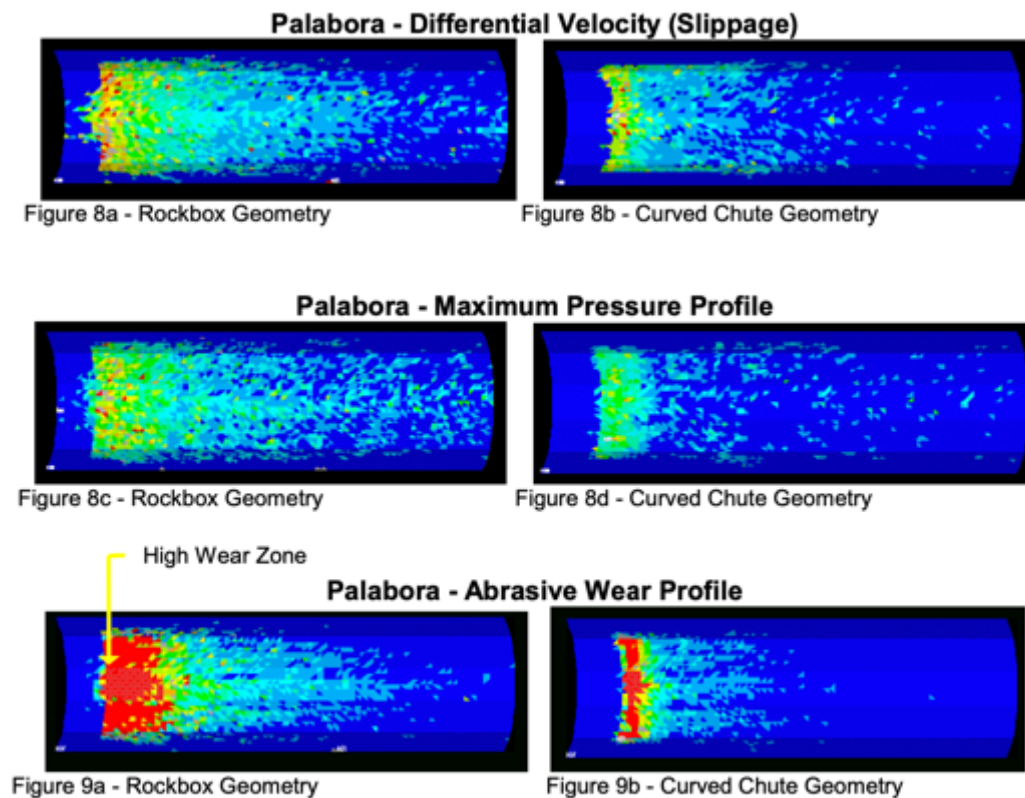 Palabora - Differential Velocity (Slippage)
Figure 8a - Rockbox Geometry
Figure 8b - Curved Chute Geometry
Palabora - Maximum Pressure Profile
Figure 8c - Rockbox Geometry
Figure 8d - Curved Chute Geometry
High Wear Zone
Palabora - Abrasive Wear Profile
Figure 9a - Rockbox Geometry
Figure 9b - Curved Chute Geometry